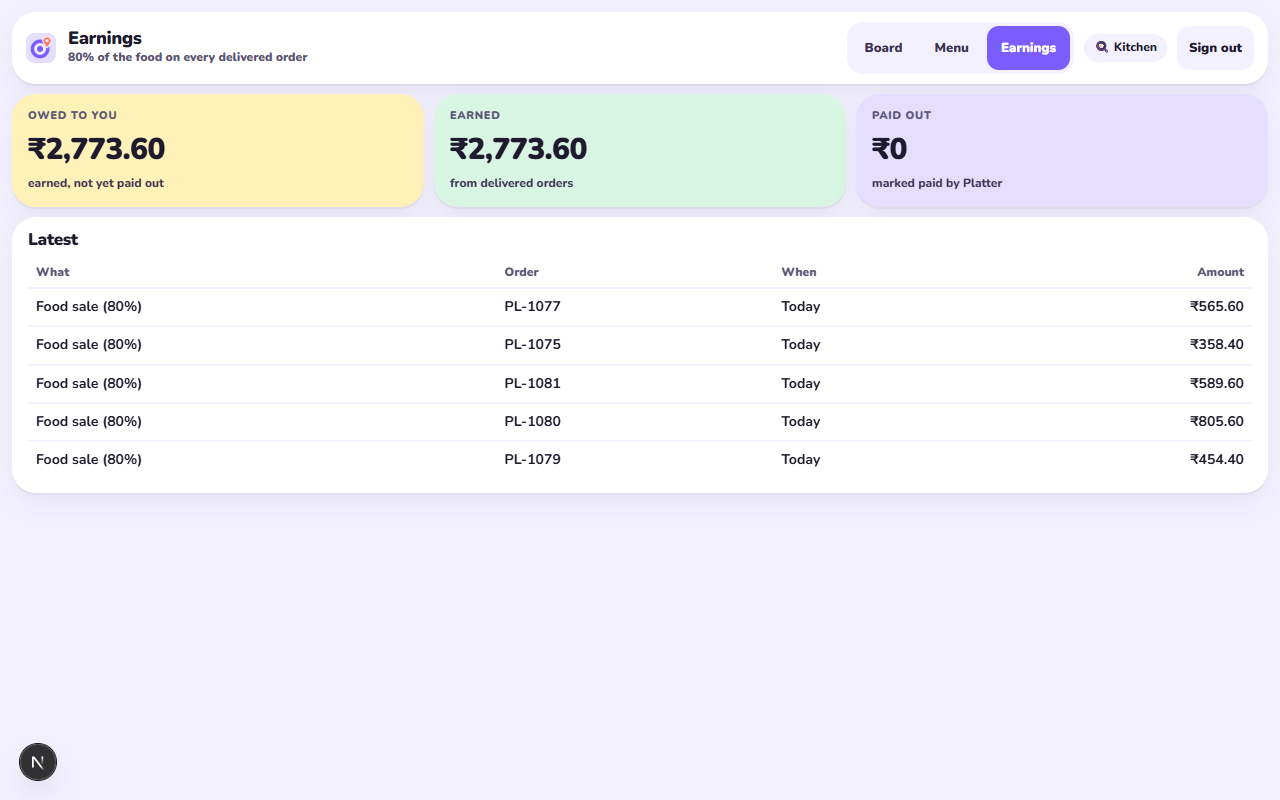 Earnings
80% of the food on every delivered order
Board Menu Earnings Kitchen Sign out
OWED TO YOU
₹2,773.60
earned, not yet paid out
EARNED
₹2,773.60
from delivered orders
PAID OUT
₹0
marked paid by Platter
Latest
What Order When Amount
Food sale (80%) PL-1077 Today ₹565.60
Food sale (80%) PL-1075 Today ₹358.40
Food sale (80%) PL-1081 Today ₹589.60
Food sale (80%) PL-1080 Today ₹805.60
Food sale (80%) PL-1079 Today ₹454.40
N